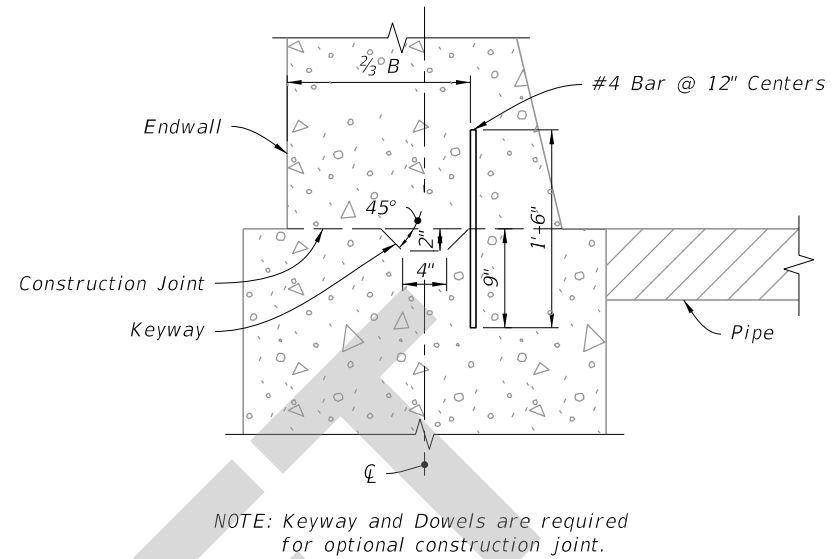 ⅔ B
#4 Bar @ 12" Centers
Endwall
45°
2"
1'-6"
4"
9"
Construction Joint
Keyway
Pipe
℄
NOTE: Keyway and Dowels are required
for optional construction joint.